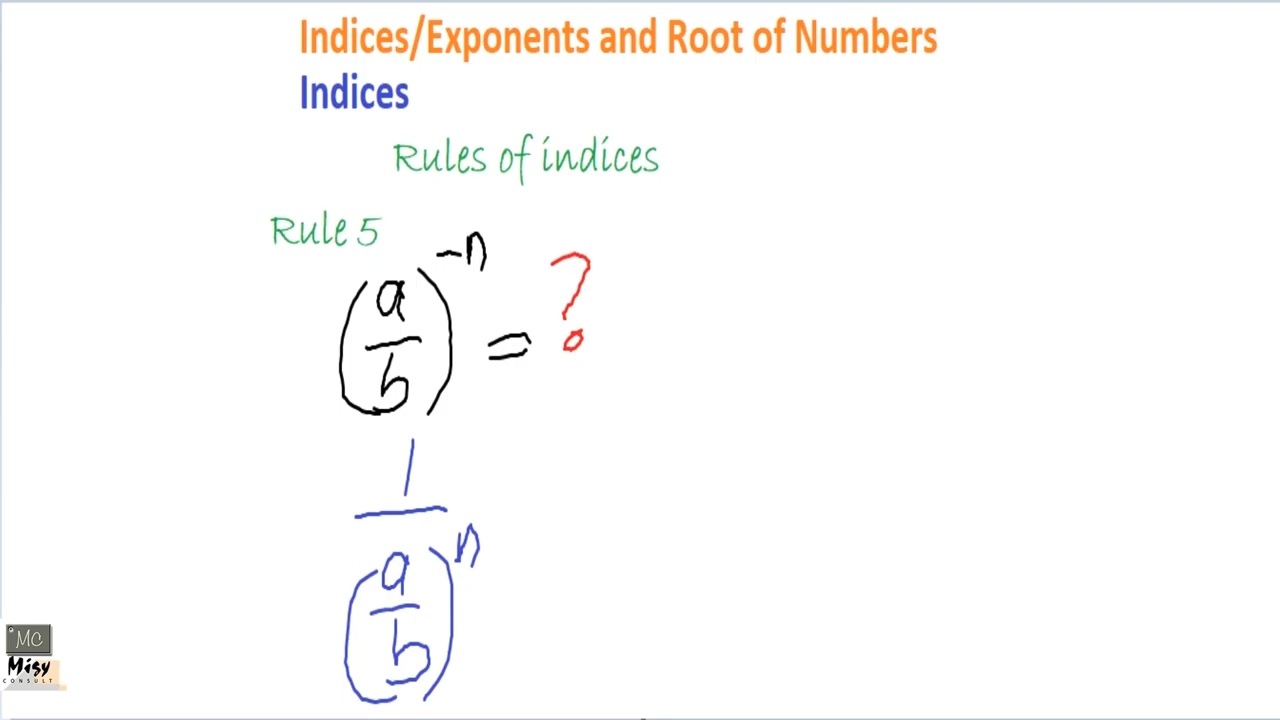 Indices/Exponents and Root of Numbers
Indices
Rules of indices
Rule 5
(a/b)^-n = ?
1/(a/b)^n
MC
Misy
CONSULT